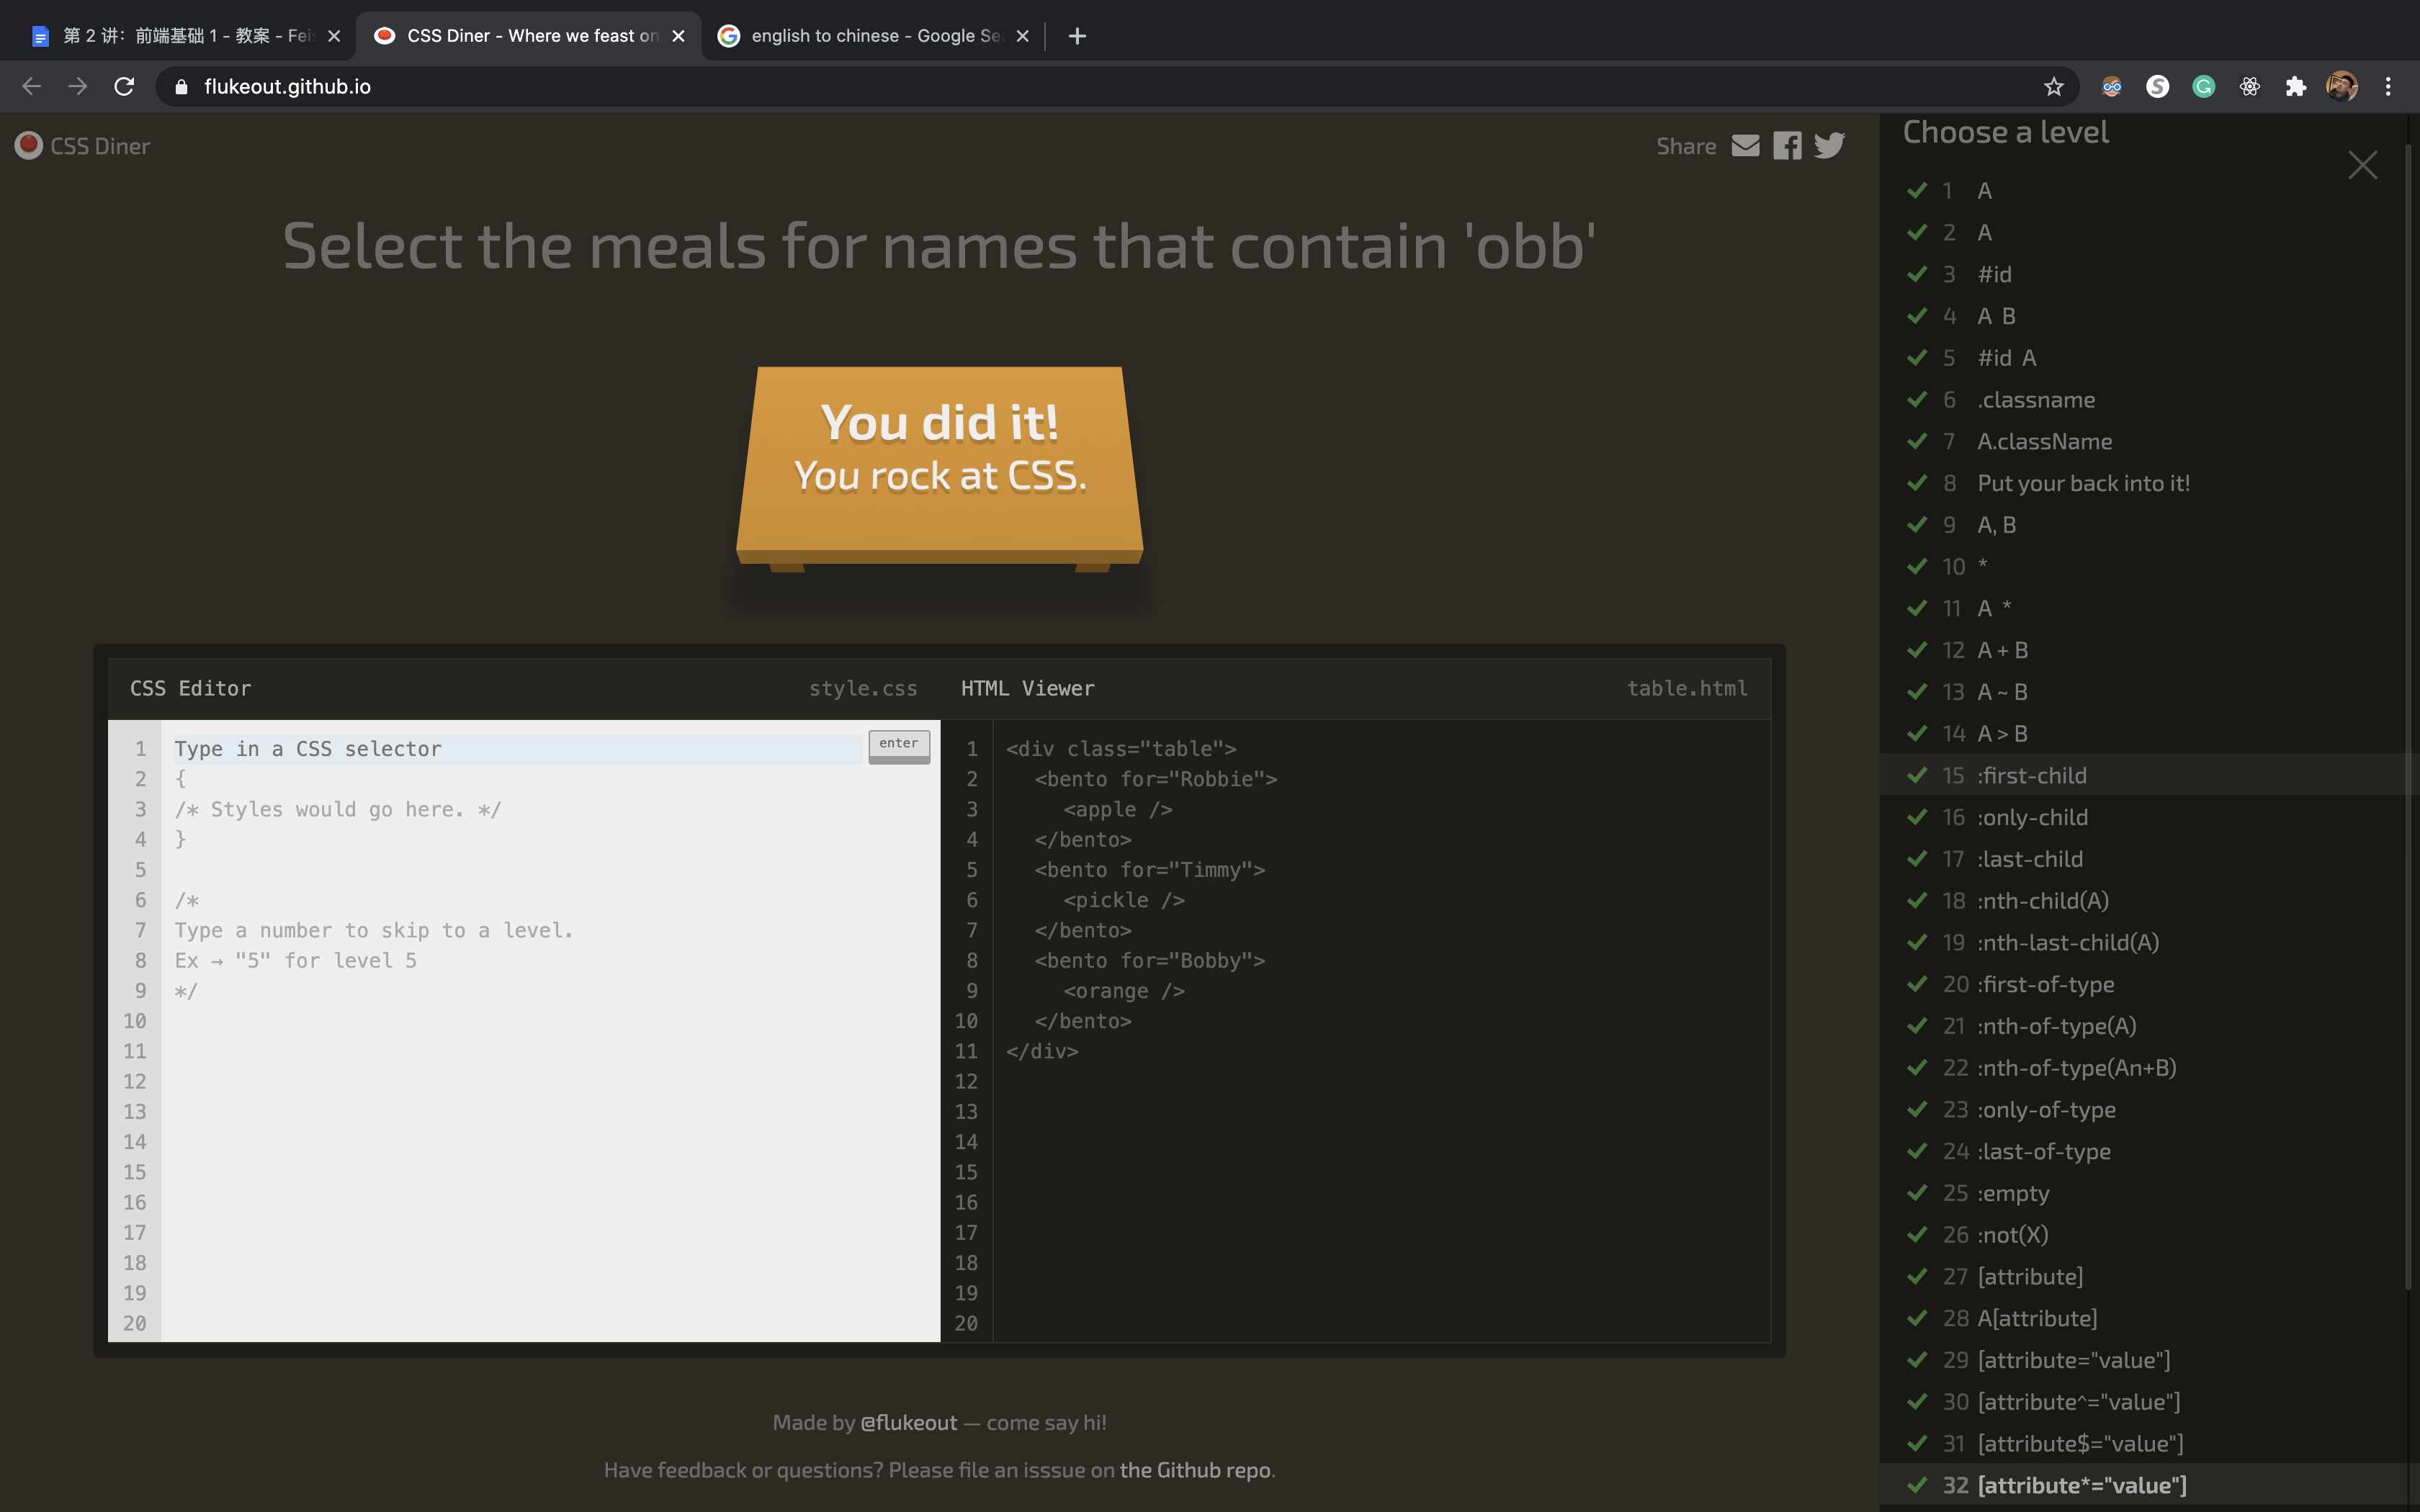 第 2 讲：前端基础 1 - 教案 - Feis
CSS Diner - Where we feast on
english to chinese - Google Se
flukeout.github.io
CSS Diner
Share
Select the meals for names that contain 'obb'
You did it!
You rock at CSS.
CSS Editor
style.css
1 Type in a CSS selector
enter
2 {
3 /* Styles would go here. */
4 }
5
6 /*
7 Type a number to skip to a level.
8 Ex → "5" for level 5
9 */
10
11
12
13
14
15
16
17
18
19
20
HTML Viewer
table.html
1 <div class="table">
2 <bento for="Robbie">
3 <apple />
4 </bento>
5 <bento for="Timmy">
6 <pickle />
7 </bento>
8 <bento for="Bobby">
9 <orange />
10 </bento>
11 </div>
12
13
14
15
16
17
18
19
20
Made by @flukeout — come say hi!
Have feedback or questions? Please file an isssue on the Github repo.
Choose a level
1 A
2 A
3 #id
4 A B
5 #id A
6 .classname
7 A.className
8 Put your back into it!
9 A, B
10 *
11 A *
12 A + B
13 A ~ B
14 A > B
15 :first-child
16 :only-child
17 :last-child
18 :nth-child(A)
19 :nth-last-child(A)
20 :first-of-type
21 :nth-of-type(A)
22 :nth-of-type(An+B)
23 :only-of-type
24 :last-of-type
25 :empty
26 :not(X)
27 [attribute]
28 A[attribute]
29 [attribute="value"]
30 [attribute^="value"]
31 [attribute$="value"]
32 [attribute*="value"]